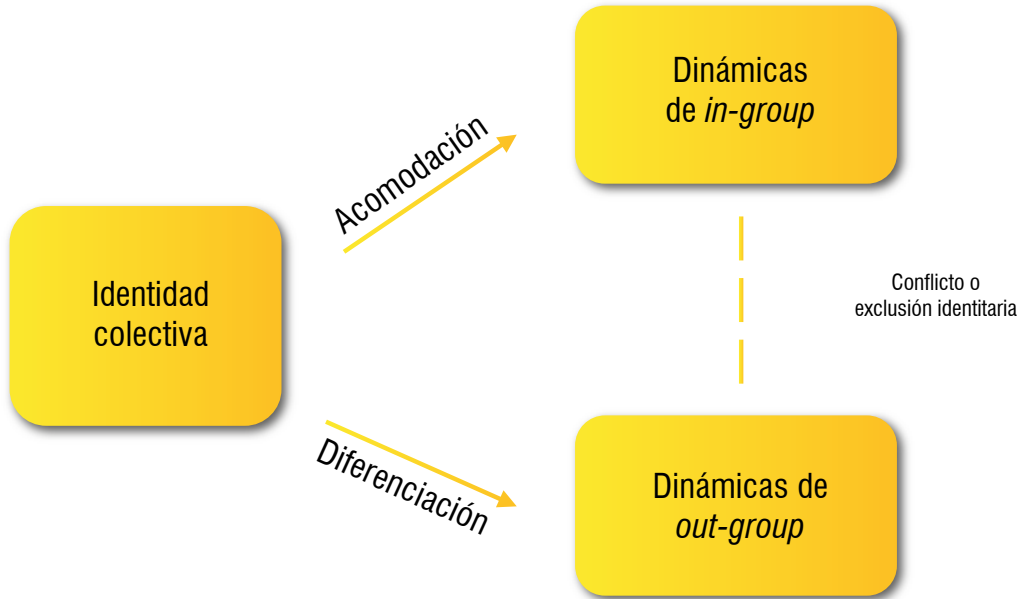 Identidad
colectiva
Acomodación
Diferenciación
Dinámicas
de in-group
Conflicto o
exclusión identitaria
Dinámicas de
out-group